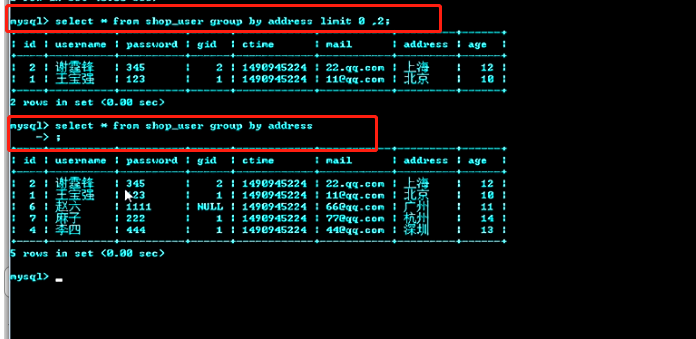 mysql> select * from shop_user group by address limit 0 ,2;
| id | username | password | gid | ctime | mail | address | age |
| 2 | 谢霆锋 | 345 | 2 | 1490945224 | 22.qq.com | 上海 | 12 |
| 1 | 王宝强 | 123 | 1 | 1490945224 | 11@qq.com | 北京 | 10 |
2 rows in set <0.00 sec>
mysql> select * from shop_user group by address
-> ;
| id | username | password | gid | ctime | mail | address | age |
| 2 | 谢霆锋 | 345 | 2 | 1490945224 | 22.qq.com | 上海 | 12 |
| 1 | 王宝强 | 123 | 1 | 1490945224 | 11@qq.com | 北京 | 10 |
| 6 | 赵六 | 1111 | NULL | 1490945224 | 66@qq.com | 广州 | 11 |
| 7 | 麻子 | 222 | 1 | 1490945224 | 77@qq.com | 杭州 | 14 |
| 4 | 李四 | 444 | 1 | 1490945224 | 44@qq.com | 深圳 | 13 |
5 rows in set <0.00 sec>
mysql> _